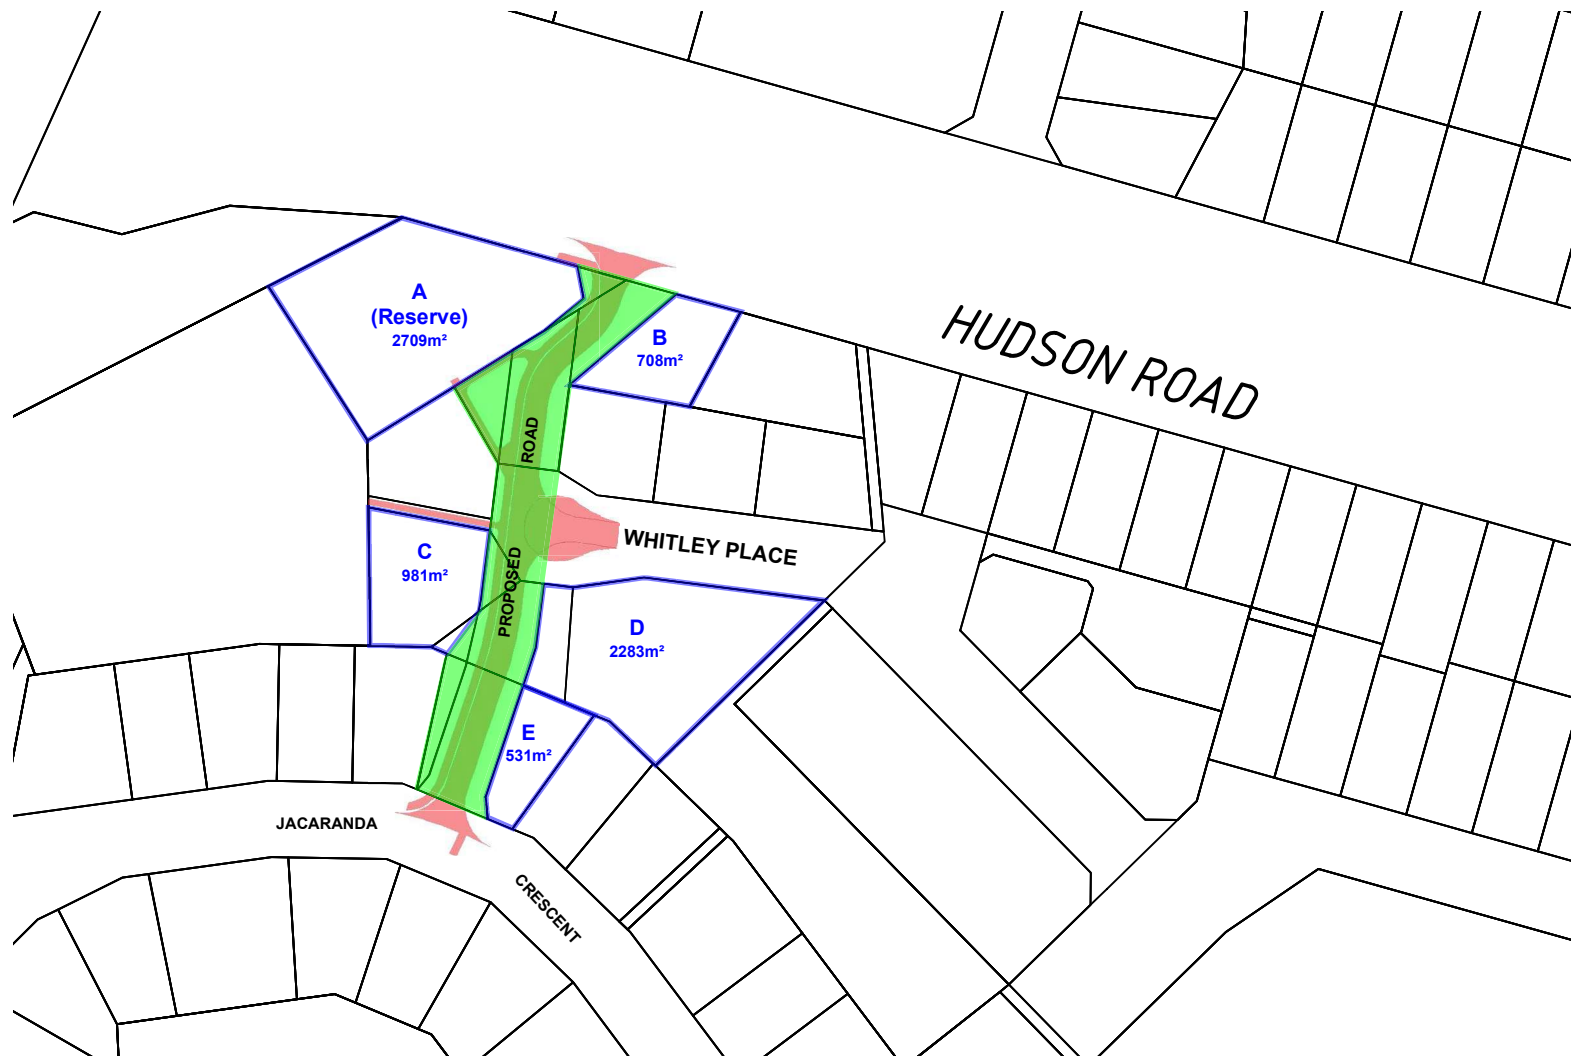 A
(Reserve)
2709m²
B
708m²
HUDSON ROAD
PROPOSED ROAD
WHITLEY PLACE
C
981m²
D
2283m²
E
531m²
JACARANDA
CRESCENT